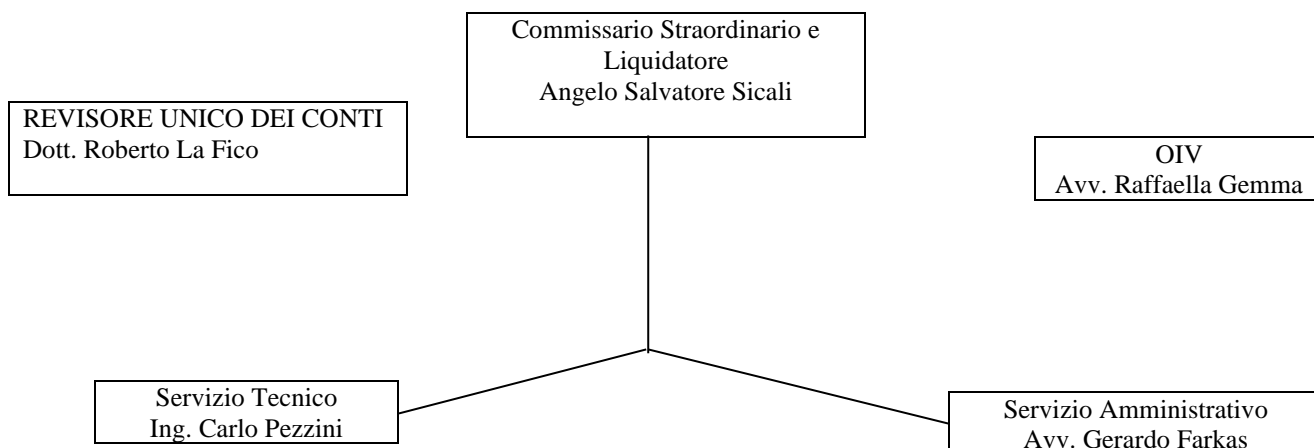 Commissario Straordinario e
Liquidatore
Angelo Salvatore Sicali
REVISORE UNICO DEI CONTI
Dott. Roberto La Fico
OIV
Avv. Raffaella Gemma
Servizio Tecnico
Ing. Carlo Pezzini
Servizio Amministrativo
Avv. Gerardo Farkas